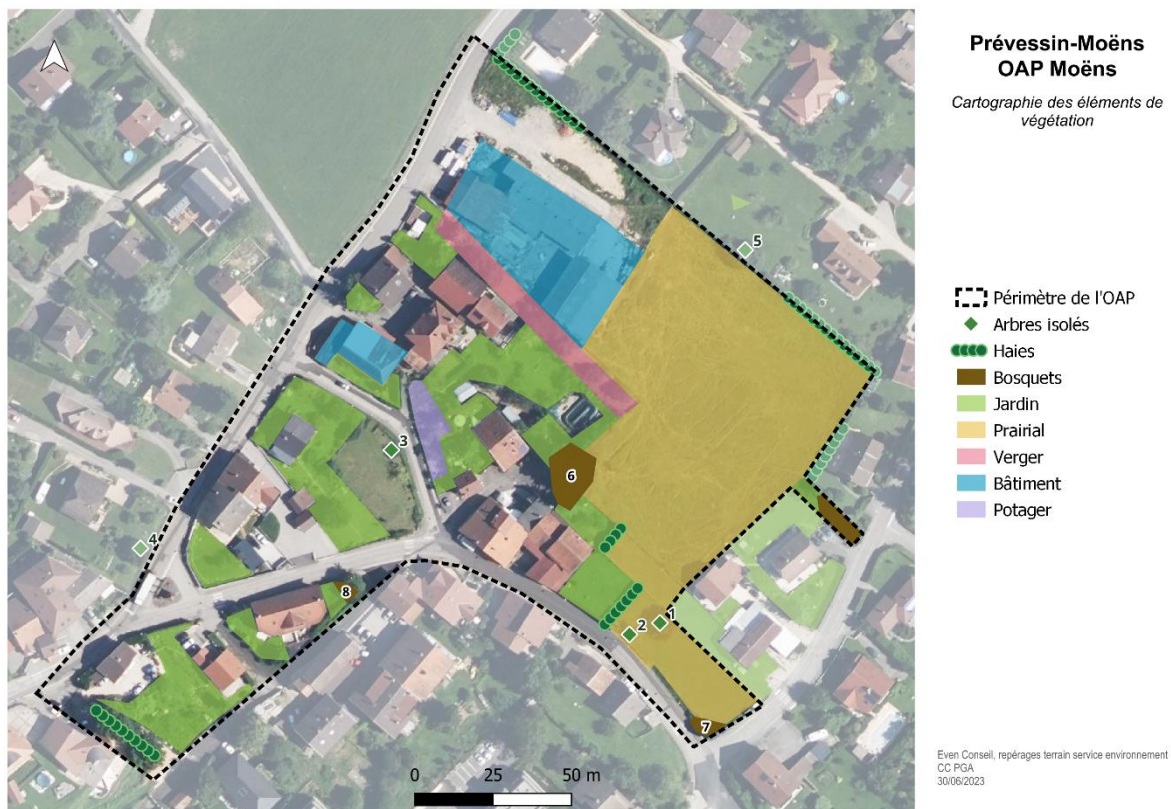 Prévessin-Moëns
OAP Moëns
Cartographie des éléments de
végétation
5
3
6
4
8
1
2
7
0 25 50 m
Périmètre de l'OAP
Arbres isolés
Haies
Bosquets
Jardin
Prairial
Verger
Bâtiment
Potager
Even Conseil, repérages terrain service environnement
CC PGA
30/06/2023